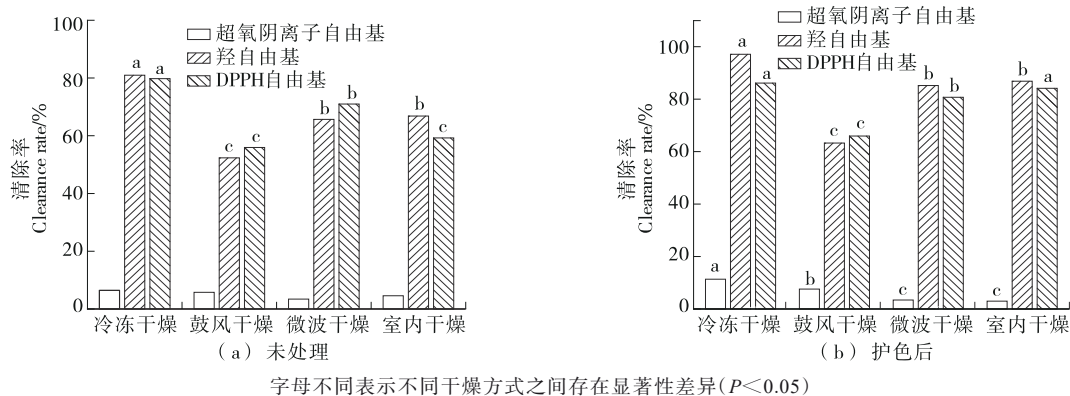 100
80
60
40
20
0
清除率
Clearance rate/%
超氧阴离子自由基
羟自由基
DPPH自由基
a a
c c
b b
b c
冷冻干燥 鼓风干燥 微波干燥 室内干燥
（a）未处理
100
80
60
40
20
0
清除率
Clearance rate/%
超氧阴离子自由基
羟自由基
DPPH自由基
a a a
b c c
c b b
c b a
冷冻干燥 鼓风干燥 微波干燥 室内干燥
（b）护色后
字母不同表示不同干燥方式之间存在显著性差异(P＜0.05)